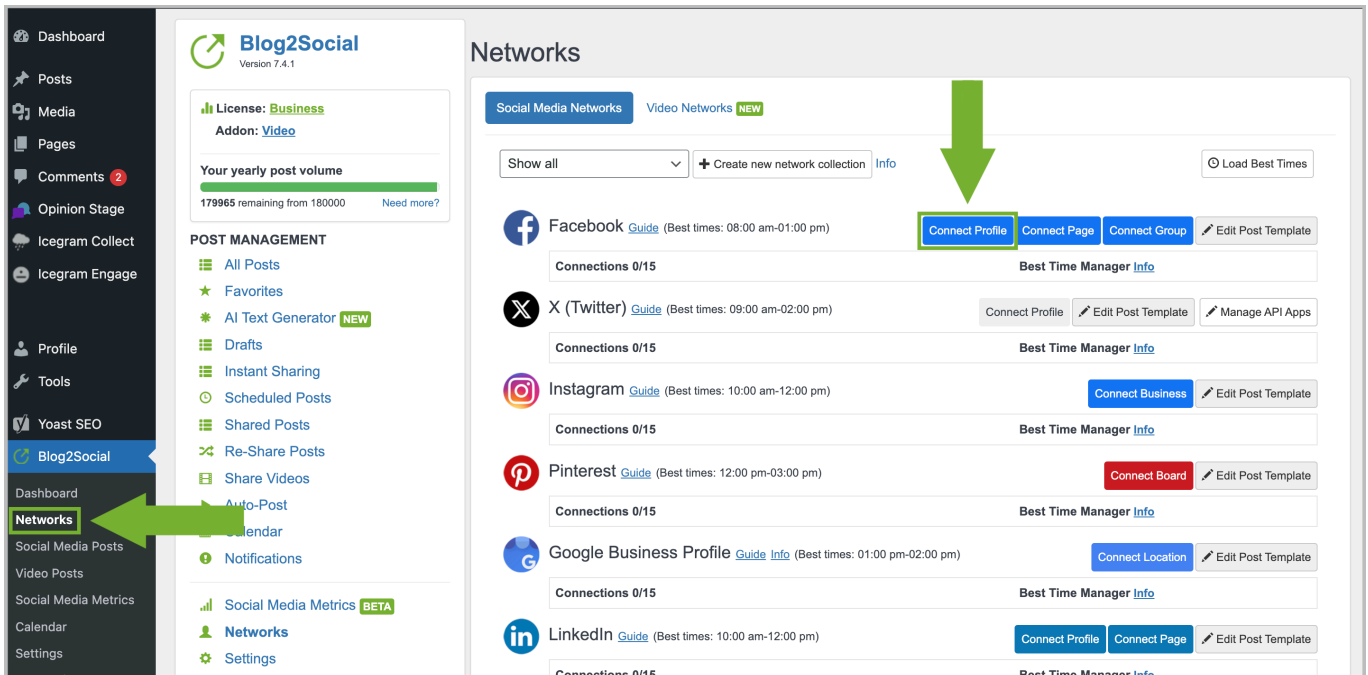 Dashboard
Posts
Media
Pages
Comments 2
Opinion Stage
Icegram Collect
Icegram Engage
Profile
Tools
Yoast SEO
Blog2Social
Dashboard
Networks
Social Media Posts
Video Posts
Social Media Metrics
Calendar
Settings
Blog2Social
Version 7.4.1
License: Business
Addon: Video
Your yearly post volume
179965 remaining from 180000 Need more?
POST MANAGEMENT
All Posts
Favorites
AI Text Generator NEW
Drafts
Instant Sharing
Scheduled Posts
Shared Posts
Re-Share Posts
Share Videos
Auto-Post
Calendar
Notifications
Social Media Metrics BETA
Networks
Settings
Networks
Social Media Networks Video Networks NEW
Show all Create new network collection Info Load Best Times
Facebook Guide (Best times: 08:00 am-01:00 pm) Connect Profile Connect Page Connect Group Edit Post Template
Connections 0/15 Best Time Manager Info
X (Twitter) Guide (Best times: 09:00 am-02:00 pm) Connect Profile Edit Post Template Manage API Apps
Connections 0/15 Best Time Manager Info
Instagram Guide (Best times: 10:00 am-12:00 pm) Connect Business Edit Post Template
Connections 0/15 Best Time Manager Info
Pinterest Guide (Best times: 12:00 pm-03:00 pm) Connect Board Edit Post Template
Connections 0/15 Best Time Manager Info
Google Business Profile Guide Info (Best times: 01:00 pm-02:00 pm) Connect Location Edit Post Template
Connections 0/15 Best Time Manager Info
LinkedIn Guide (Best times: 10:00 am-12:00 pm) Connect Profile Connect Page Edit Post Template
Connections 0/15 Best Time Manager Info